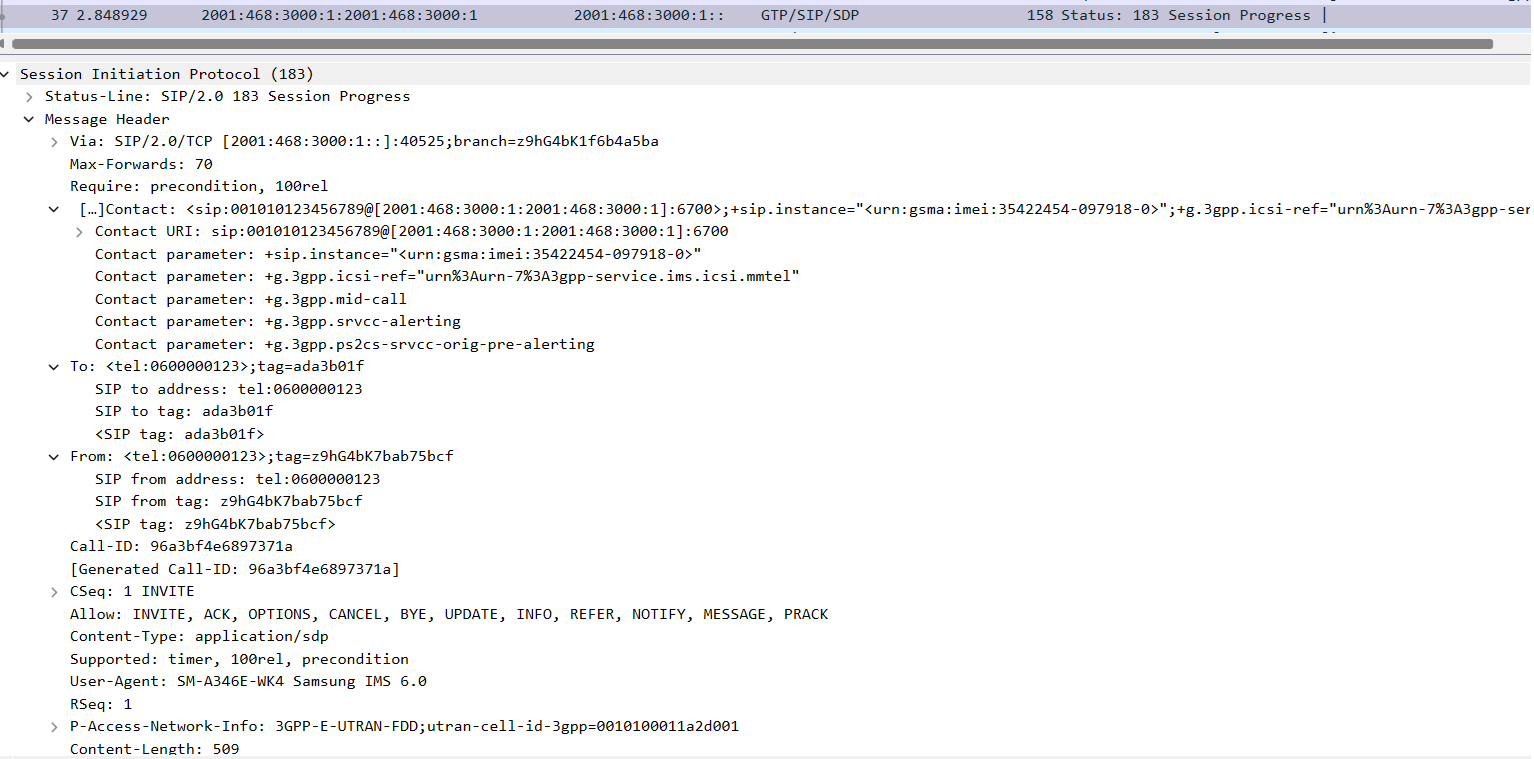 37 2.848929 2001:468:3000:1:2001:468:3000:1 2001:468:3000:1:: GTP/SIP/SDP 158 Status: 183 Session Progress |
Session Initiation Protocol (183)
Status-Line: SIP/2.0 183 Session Progress
Message Header
Via: SIP/2.0/TCP [2001:468:3000:1::]:40525;branch=z9hG4bK1f6b4a5ba
Max-Forwards: 70
Require: precondition, 100rel
[…]Contact: <sip:001010123456789@[2001:468:3000:1:2001:468:3000:1]:6700>;+sip.instance="<urn:gsma:imei:35422454-097918-0>";+g.3gpp.icsi-ref="urn%3Aurn-7%3A3gpp-ser
Contact URI: sip:001010123456789@[2001:468:3000:1:2001:468:3000:1]:6700
Contact parameter: +sip.instance="<urn:gsma:imei:35422454-097918-0>"
Contact parameter: +g.3gpp.icsi-ref="urn%3Aurn-7%3A3gpp-service.ims.icsi.mmtel"
Contact parameter: +g.3gpp.mid-call
Contact parameter: +g.3gpp.srvcc-alerting
Contact parameter: +g.3gpp.ps2cs-srvcc-orig-pre-alerting
To: <tel:0600000123>;tag=ada3b01f
SIP to address: tel:0600000123
SIP to tag: ada3b01f
<SIP tag: ada3b01f>
From: <tel:0600000123>;tag=z9hG4bK7bab75bcf
SIP from address: tel:0600000123
SIP from tag: z9hG4bK7bab75bcf
<SIP tag: z9hG4bK7bab75bcf>
Call-ID: 96a3bf4e6897371a
[Generated Call-ID: 96a3bf4e6897371a]
CSeq: 1 INVITE
Allow: INVITE, ACK, OPTIONS, CANCEL, BYE, UPDATE, INFO, REFER, NOTIFY, MESSAGE, PRACK
Content-Type: application/sdp
Supported: timer, 100rel, precondition
User-Agent: SM-A346E-WK4 Samsung IMS 6.0
RSeq: 1
P-Access-Network-Info: 3GPP-E-UTRAN-FDD;utran-cell-id-3gpp=0010100011a2d001
Content-Length: 509